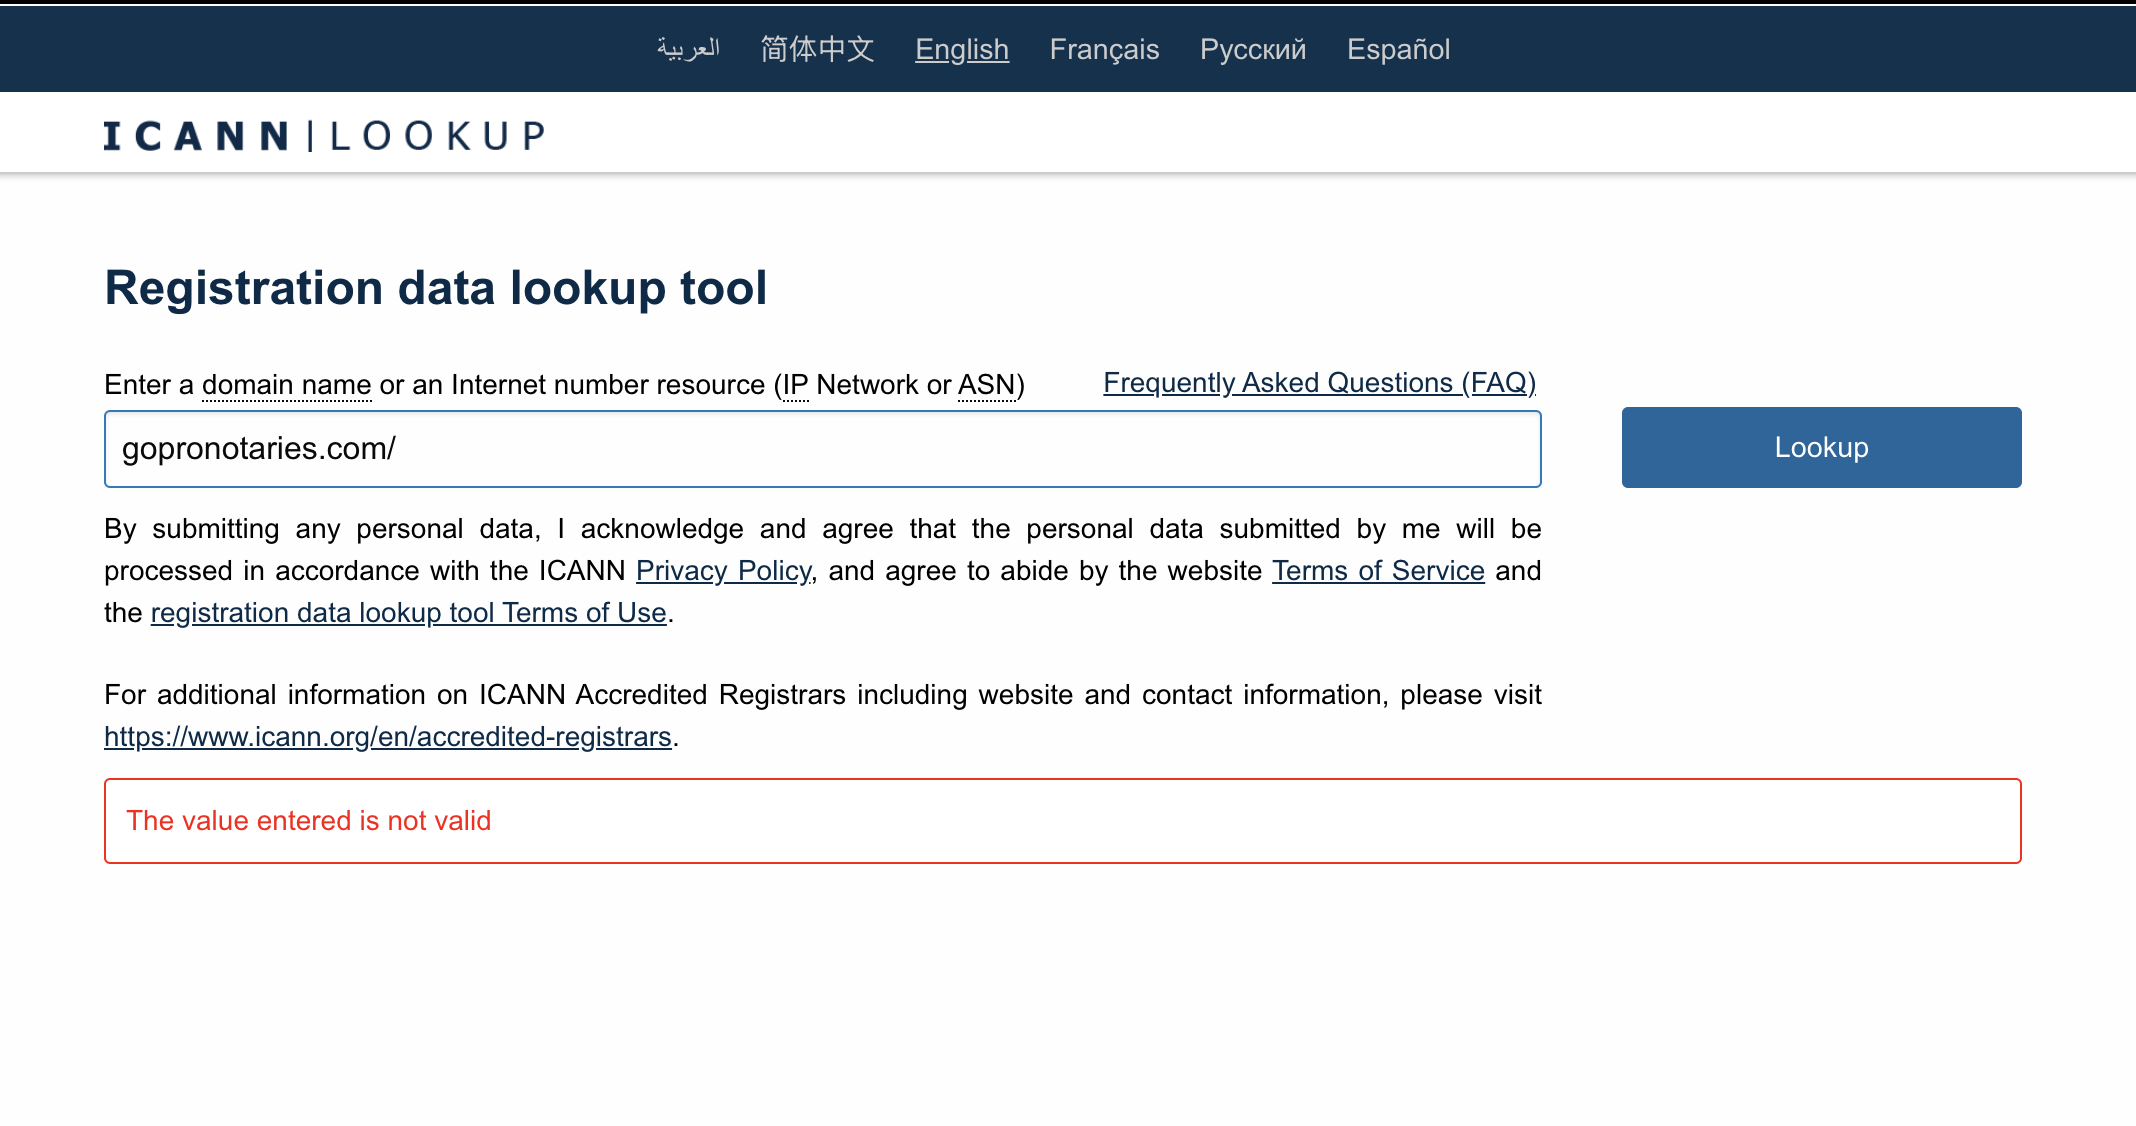 العربية 简体中文 English Français Русский Español
ICANN|LOOKUP
Registration data lookup tool
Enter a domain name or an Internet number resource (IP Network or ASN) Frequently Asked Questions (FAQ)
gopronotaries.com/ Lookup
By submitting any personal data, I acknowledge and agree that the personal data submitted by me will be
processed in accordance with the ICANN Privacy Policy, and agree to abide by the website Terms of Service and
the registration data lookup tool Terms of Use.
For additional information on ICANN Accredited Registrars including website and contact information, please visit
https://www.icann.org/en/accredited-registrars.
The value entered is not valid